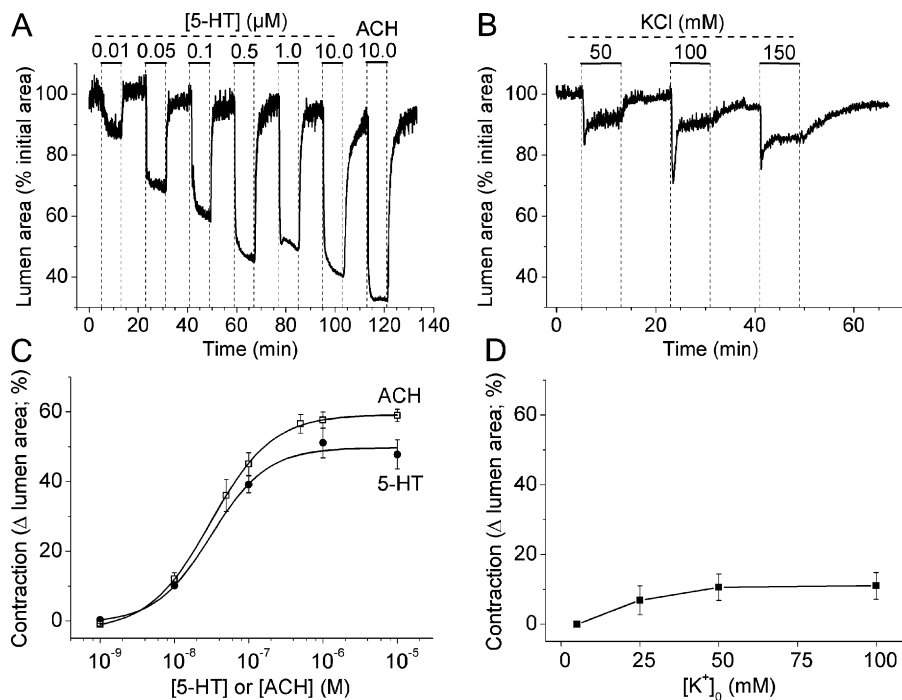 A
[5-HT] (µM)
ACH
0.01 0.05 0.1 0.5 1.0 10.0 10.0
Lumen area (% initial area)
100
80
60
40
0 20 40 60 80 100 120 140
Time (min)
B
KCl (mM)
50 100 150
Lumen area (% initial area)
100
80
60
40
0 20 40 60
Time (min)
C
Contraction (Δ lumen area; %)
60
40
20
0
ACH
5-HT
10⁻⁹ 10⁻⁸ 10⁻⁷ 10⁻⁶ 10⁻⁵
[5-HT] or [ACH] (M)
D
Contraction (Δ lumen area; %)
60
40
20
0
0 25 50 75 100
[K⁺]₀ (mM)